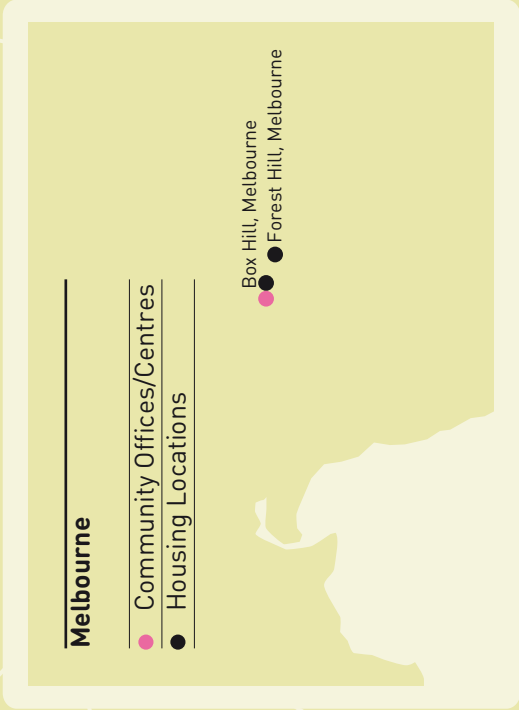 Melbourne
Community Offices/Centres
Housing Locations
Box Hill, Melbourne
Forest Hill, Melbourne